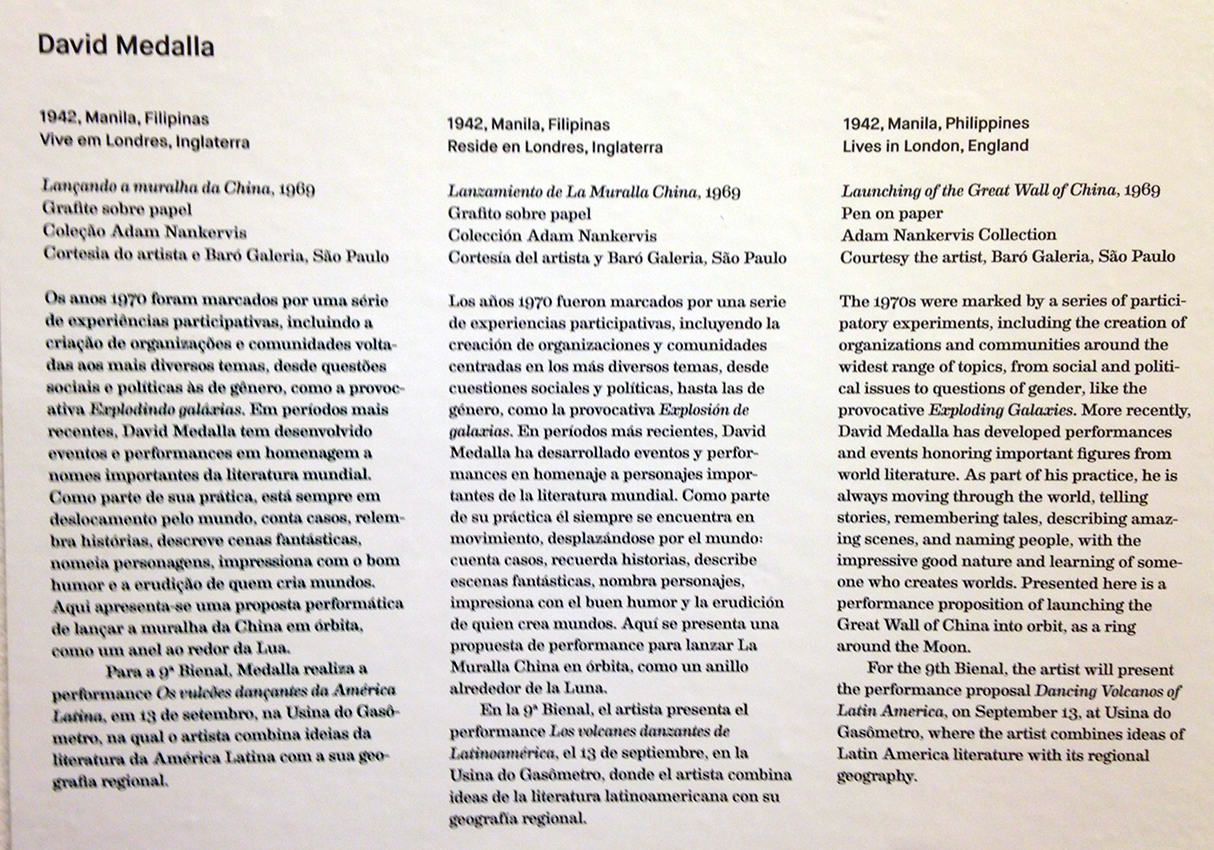 David Medalla
1942, Manila, Filipinas
Vive em Londres, Inglaterra
Lançando a muralha da China, 1969
Grafite sobre papel
Coleção Adam Nankervis
Cortesia do artista e Baró Galeria, São Paulo
Os anos 1970 foram marcados por uma série
de experiências participativas, incluindo a
criação de organizações e comunidades volta-
das aos mais diversos temas, desde questões
sociais e políticas às de gênero, como a provoc-
ativa Explodindo galáxias. Em períodos mais
recentes, David Medalla tem desenvolvido
eventos e performances em homenagem a
nomes importantes da literatura mundial.
Como parte de sua prática, está sempre em
deslocamento pelo mundo, conta casos, relem-
bra histórias, descreve cenas fantásticas,
nomeia personagens, impressiona com o bom
humor e a erudição de quem cria mundos.
Aqui apresenta-se uma proposta performática
de lançar a muralha da China em órbita,
como um anel ao redor da Lua.
Para a 9ª Bienal, Medalla realiza a
performance Os vulcões dançantes da América
Latina, em 13 de setembro, na Usina do Gasô-
metro, na qual o artista combina ideias da
literatura da América Latina com a sua geo-
grafia regional.
1942, Manila, Filipinas
Reside en Londres, Inglaterra
Lanzamiento de La Muralla China, 1969
Grafito sobre papel
Colección Adam Nankervis
Cortesía del artista y Baró Galeria, São Paulo
Los años 1970 fueron marcados por una serie
de experiencias participativas, incluyendo la
creación de organizaciones y comunidades
centradas en los más diversos temas, desde
cuestiones sociales y políticas, hasta las de
género, como la provocativa Explosión de
galaxias. En períodos más recientes, David
Medalla ha desarrollado eventos y perfor-
mances en homenaje a personajes impor-
tantes de la literatura mundial. Como parte
de su práctica él siempre se encuentra en
movimiento, desplazándose por el mundo:
cuenta casos, recuerda historias, describe
escenas fantásticas, nombra personajes,
impresiona con el buen humor y la erudición
de quien crea mundos. Aquí se presenta una
propuesta de performance para lanzar La
Muralla China en órbita, como un anillo
alrededor de la Luna.
En la 9ª Bienal, el artista presenta el
performance Los volcanes danzantes de
Latinoamérica, el 13 de septiembre, en la
Usina do Gasômetro, donde el artista combina
ideas de la literatura latinoamericana con su
geografía regional.
1942, Manila, Philippines
Lives in London, England
Launching of the Great Wall of China, 1969
Pen on paper
Adam Nankervis Collection
Courtesy the artist, Baró Galeria, São Paulo
The 1970s were marked by a series of partici-
patory experiments, including the creation of
organizations and communities around the
widest range of topics, from social and politi-
cal issues to questions of gender, like the
provocative Exploding Galaxies. More recently,
David Medalla has developed performances
and events honoring important figures from
world literature. As part of his practice, he is
always moving through the world, telling
stories, remembering tales, describing amaz-
ing scenes, and naming people, with the
impressive good nature and learning of some-
one who creates worlds. Presented here is a
performance proposition of launching the
Great Wall of China into orbit, as a ring
around the Moon.
For the 9th Bienal, the artist will present
the performance proposal Dancing Volcanos of
Latin America, on September 13, at Usina do
Gasômetro, where the artist combines ideas of
Latin America literature with its regional
geography.